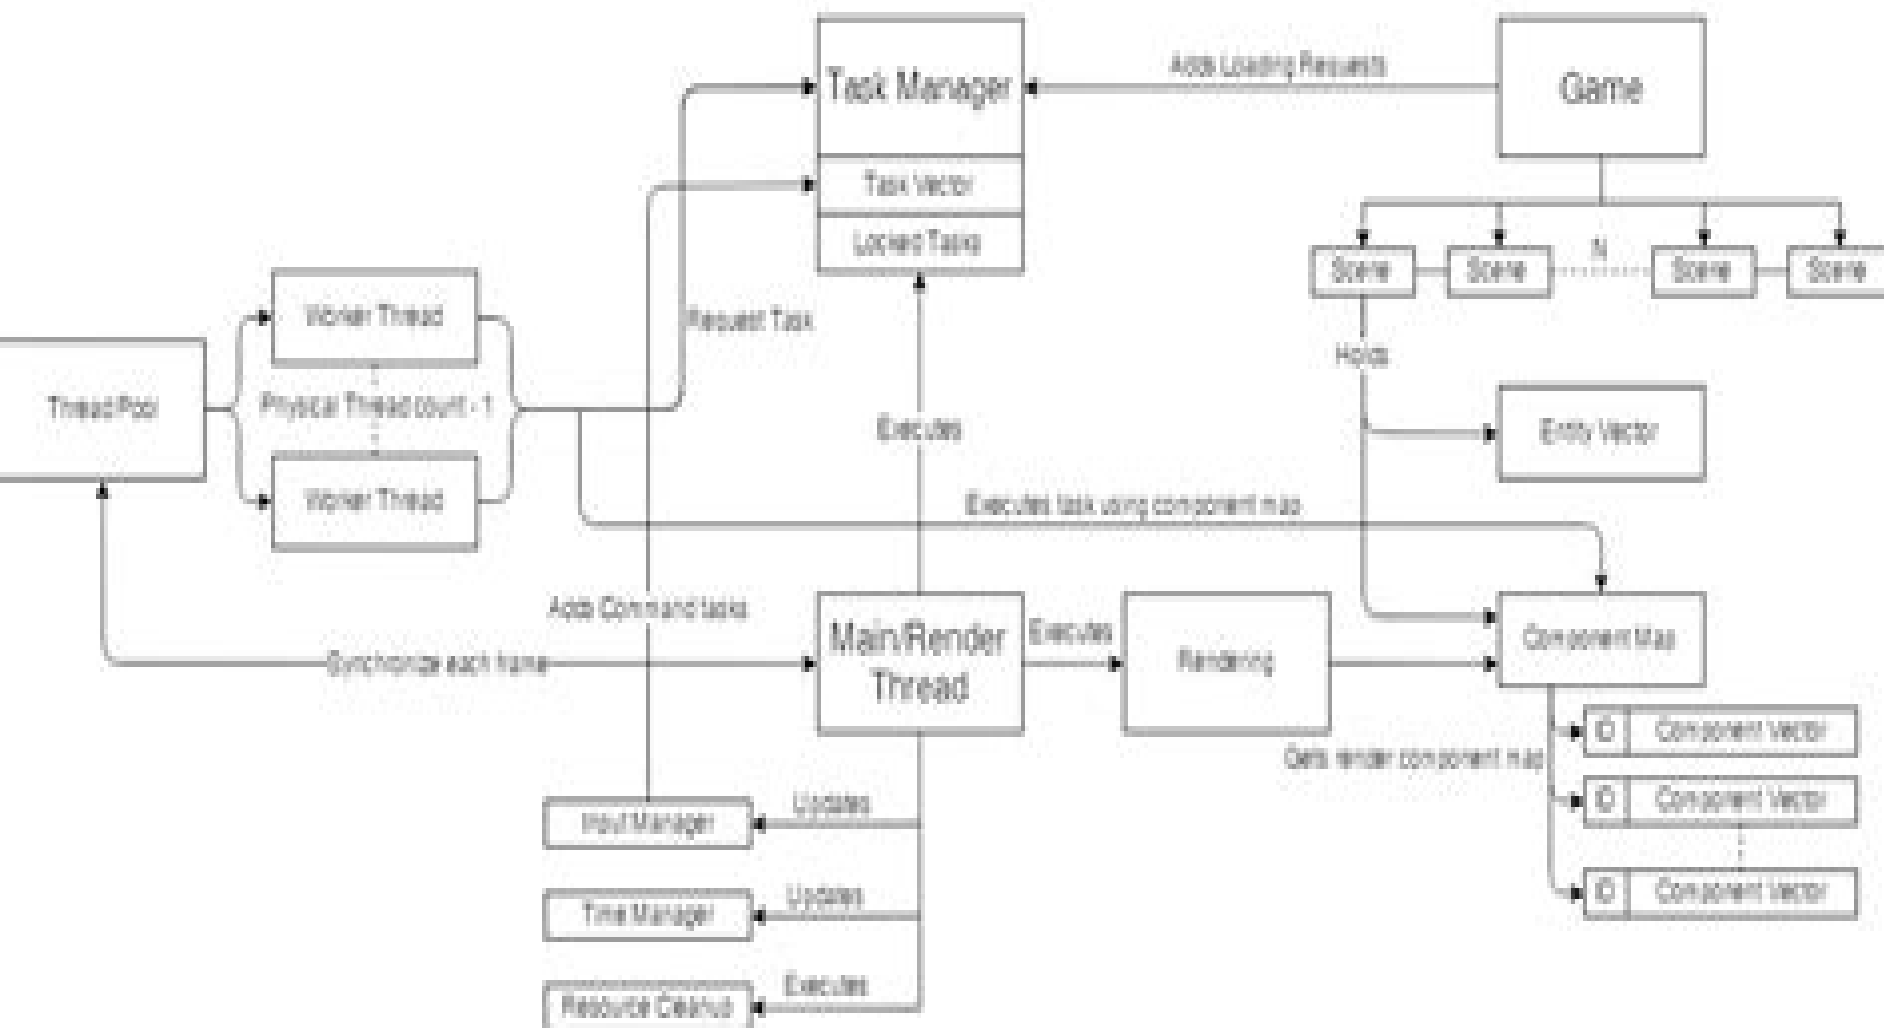 Task Manager
Adds Loading Requests
Game
Task Vector
Locked Tasks
Scene
Scene
N
Scene
Scene
Worker Thread
Request Task
Holds
Thread Pool
Physical Thread count - 1
Executes
Entity Vector
Worker Thread
Executes task using component map
Adds Command tasks
Main/Render
Thread
Executes
Rendering
Component Map
Synchronize each frame
ID
Component Vector
Gets render component map
ID
Component Vector
Updates
Input Manager
ID
Component Vector
Updates
Time Manager
Executes
Resource Cleanup